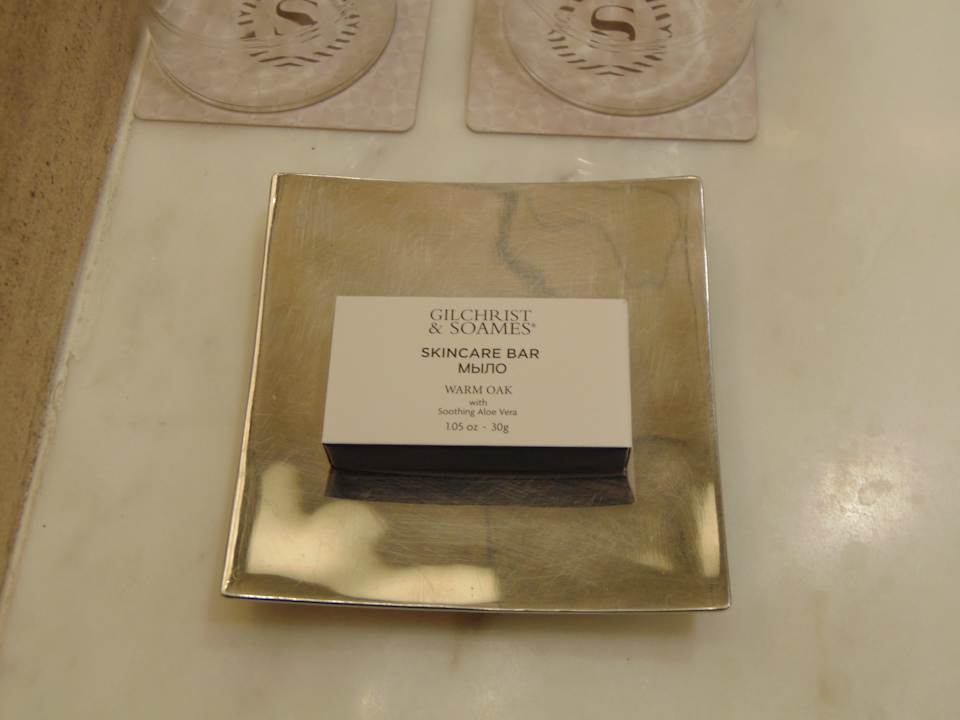 S
S
GILCHRIST
& SOAMES®
SKINCARE BAR
МЫЛО
WARM OAK
with
Soothing Aloe Vera
1.05 oz - 30g